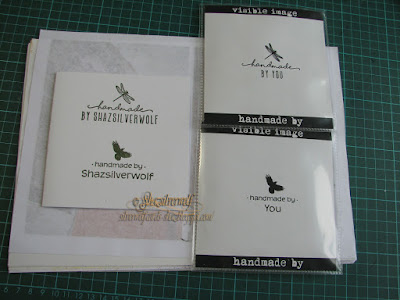 handmade
BY SHAZSILVERWOLF
· handmade by ·
Shazsilverwolf
visible image
handmade
BY YOU
handmade by
visible image
· handmade by ·
You
handmade by